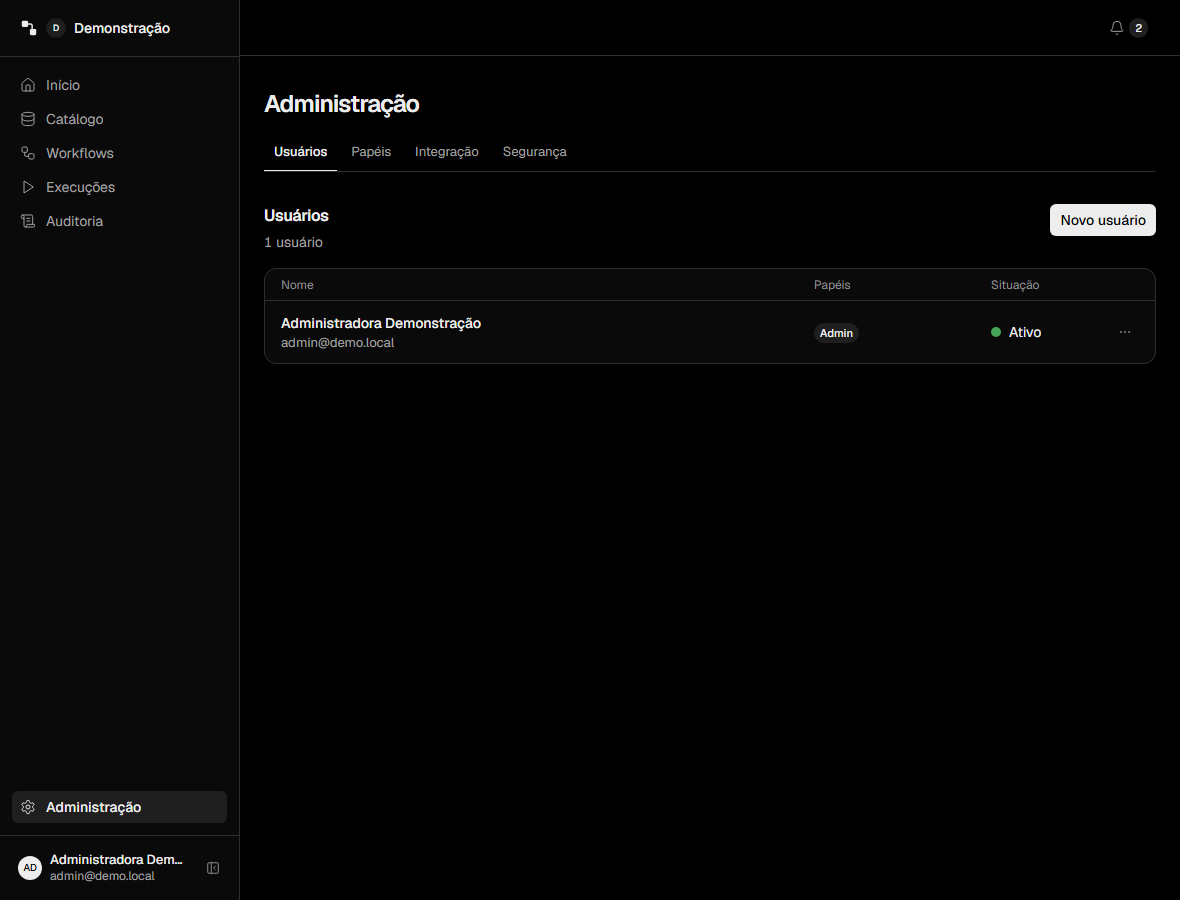 D Demonstração
2
Início
Catálogo
Workflows
Execuções
Auditoria
Administração
Usuários Papéis Integração Segurança
Usuários
1 usuário
Novo usuário
Nome Papéis Situação
Administradora Demonstração
admin@demo.local
Admin
Ativo
Administração
AD
Administradora Dem...
admin@demo.local